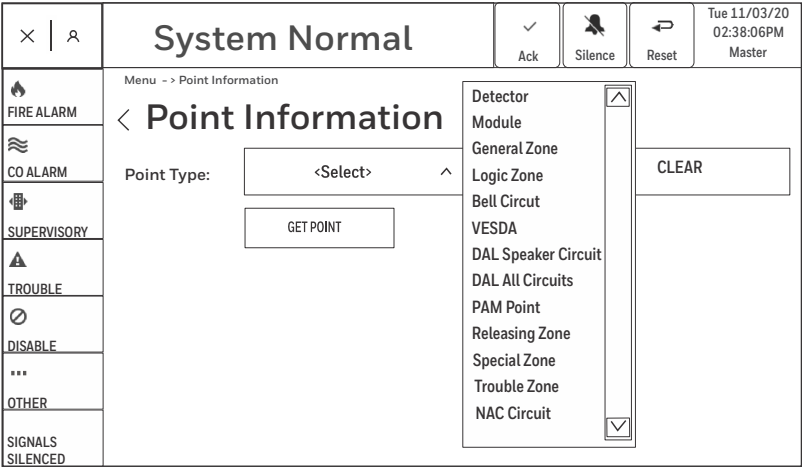 System Normal
Ack
Silence
Reset
Tue 11/03/20
02:38:06PM
Master
FIRE ALARM
CO ALARM
SUPERVISORY
TROUBLE
DISABLE
OTHER
SIGNALS
SILENCED
Menu - > Point Information
< Point Information
Point Type:
<Select>
CLEAR
GET POINT
Detector
Module
General Zone
Logic Zone
Bell Circut
VESDA
DAL Speaker Circuit
DAL All Circuits
PAM Point
Releasing Zone
Special Zone
Trouble Zone
NAC Circuit